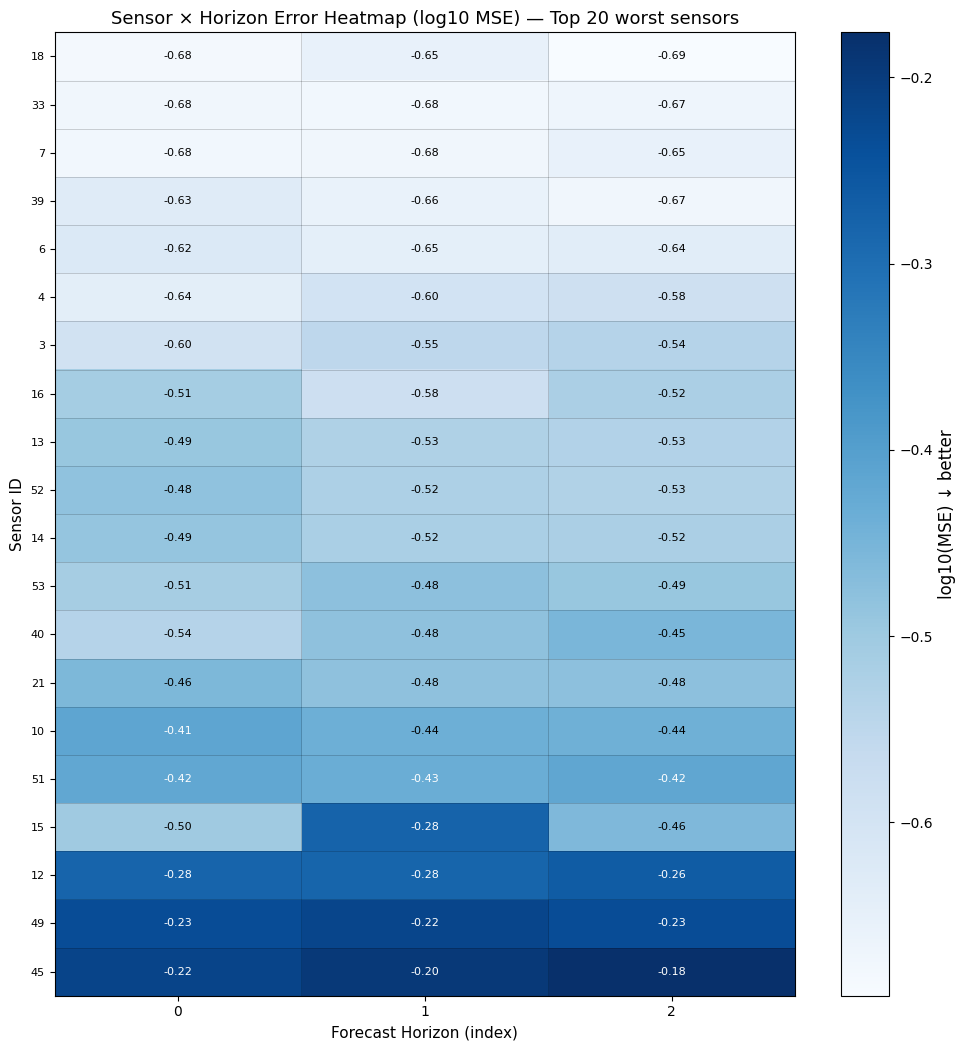 Sensor × Horizon Error Heatmap (log10 MSE) — Top 20 worst sensors
18 -0.68 -0.65 -0.69
33 -0.68 -0.68 -0.67
7 -0.68 -0.68 -0.65
39 -0.63 -0.66 -0.67
6 -0.62 -0.65 -0.64
4 -0.64 -0.60 -0.58
3 -0.60 -0.55 -0.54
16 -0.51 -0.58 -0.52
13 -0.49 -0.53 -0.53
52 -0.48 -0.52 -0.53
14 -0.49 -0.52 -0.52
53 -0.51 -0.48 -0.49
40 -0.54 -0.48 -0.45
21 -0.46 -0.48 -0.48
10 -0.41 -0.44 -0.44
51 -0.42 -0.43 -0.42
15 -0.50 -0.28 -0.46
12 -0.28 -0.28 -0.26
49 -0.23 -0.22 -0.23
45 -0.22 -0.20 -0.18
0 1 2
Forecast Horizon (index)
Sensor ID
−0.2
−0.3
−0.4
−0.5
−0.6
log10(MSE) ↓ better